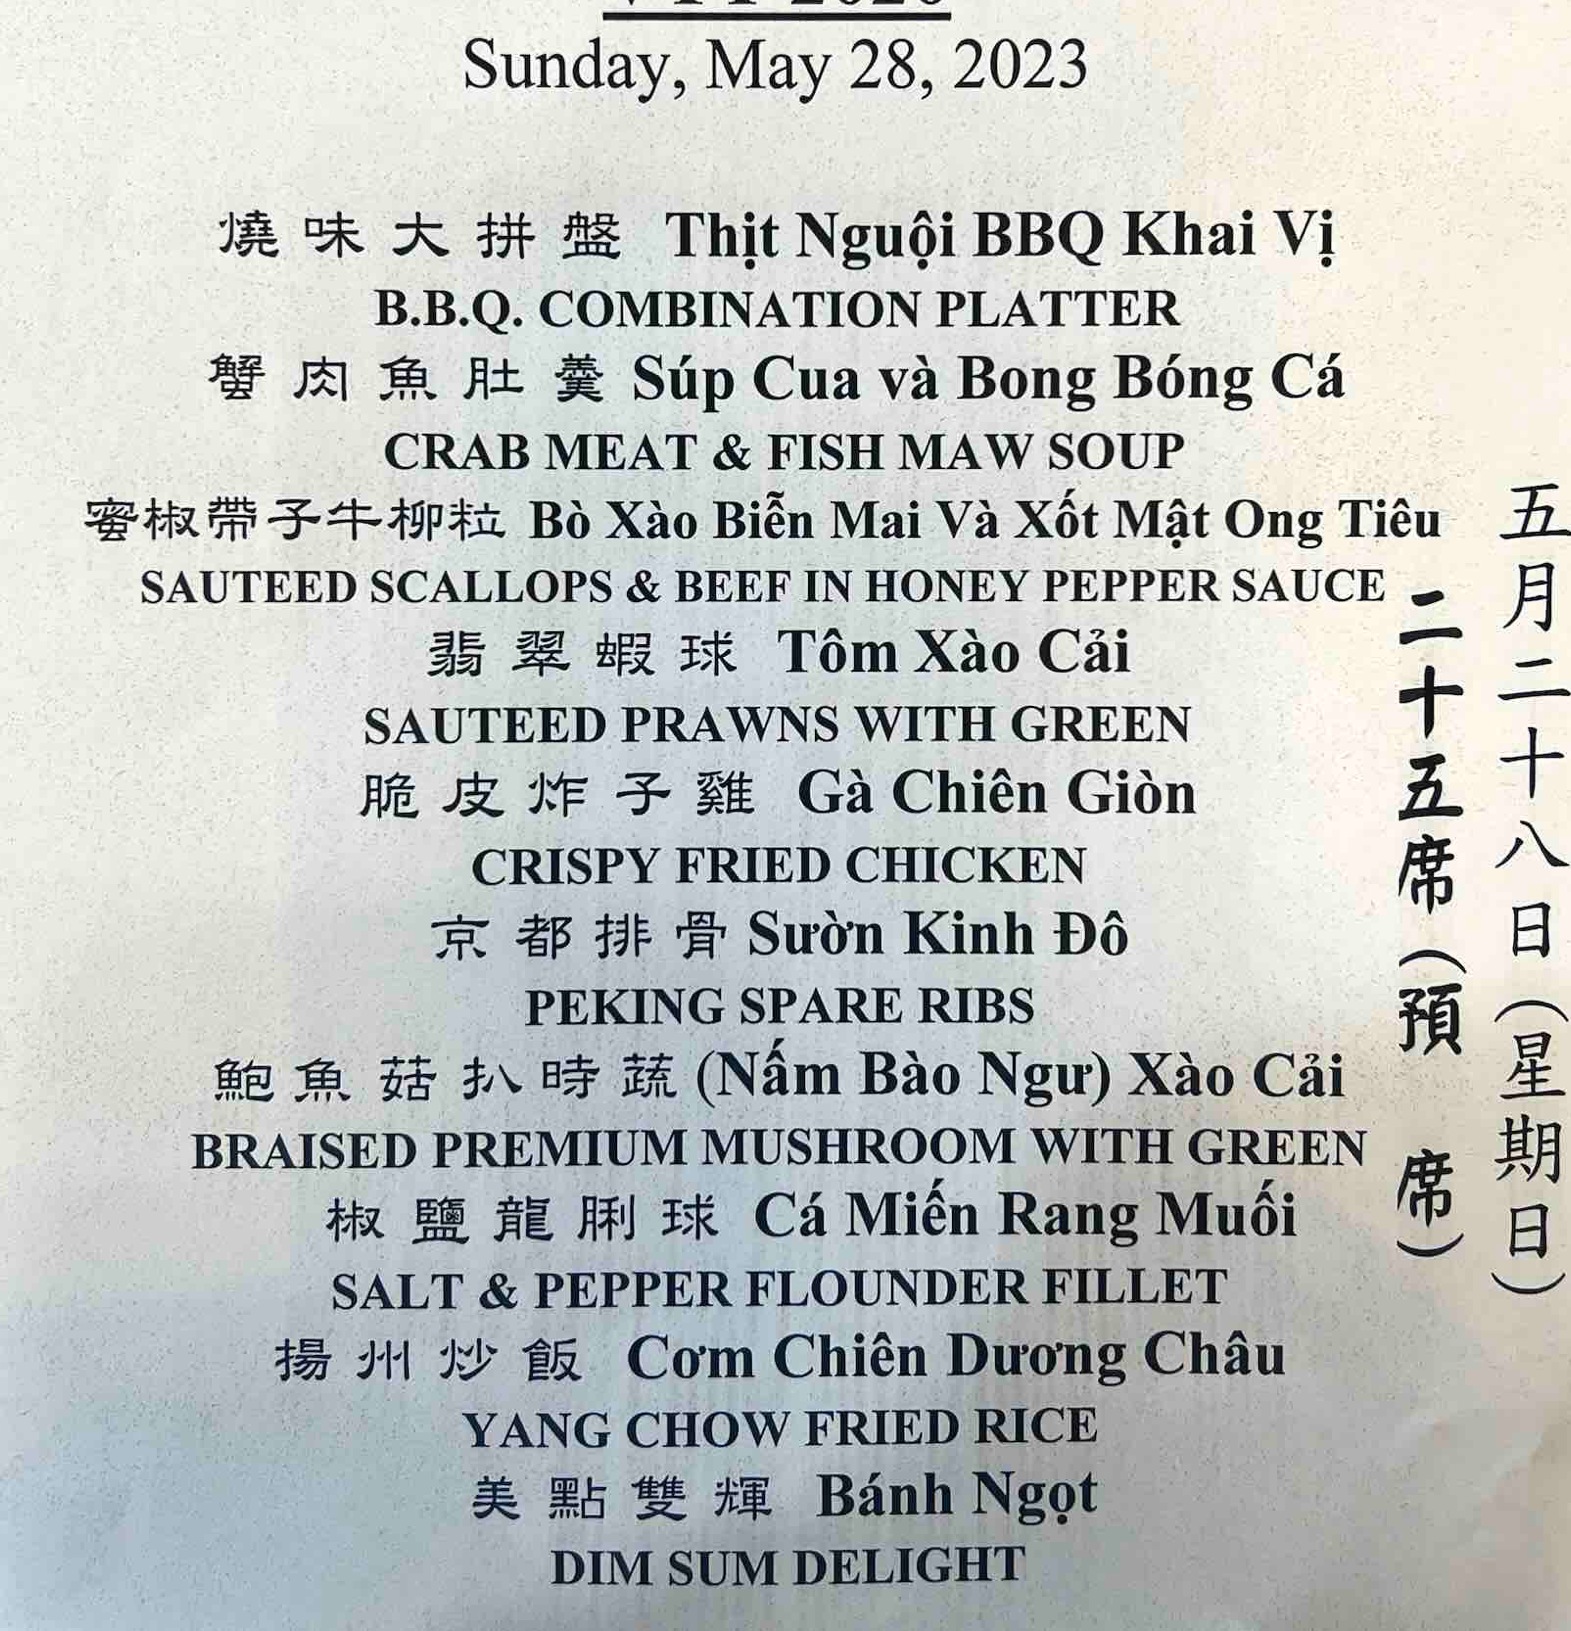 Sunday, May 28, 2023
燒味大拼盤 Thịt Nguội BBQ Khai Vị
B.B.Q. COMBINATION PLATTER
蟹肉魚肚羹 Súp Cua và Bong Bóng Cá
CRAB MEAT & FISH MAW SOUP
蜜椒帶子牛柳粒 Bò Xào Biễn Mai Và Xốt Mật Ong Tiêu
SAUTEED SCALLOPS & BEEF IN HONEY PEPPER SAUCE
翡翠蝦球 Tôm Xào Cải
SAUTEED PRAWNS WITH GREEN
脆皮炸子雞 Gà Chiên Giòn
CRISPY FRIED CHICKEN
京都排骨 Sườn Kinh Đô
PEKING SPARE RIBS
鮑魚菇扒時蔬 (Nấm Bào Ngư) Xào Cải
BRAISED PREMIUM MUSHROOM WITH GREEN
椒鹽龍脷球 Cá Miến Rang Muối
SALT & PEPPER FLOUNDER FILLET
揚州炒飯 Cơm Chiên Dương Châu
YANG CHOW FRIED RICE
美點雙輝 Bánh Ngọt
DIM SUM DELIGHT
五月二十八日(星期日)
二十五席(預 席)